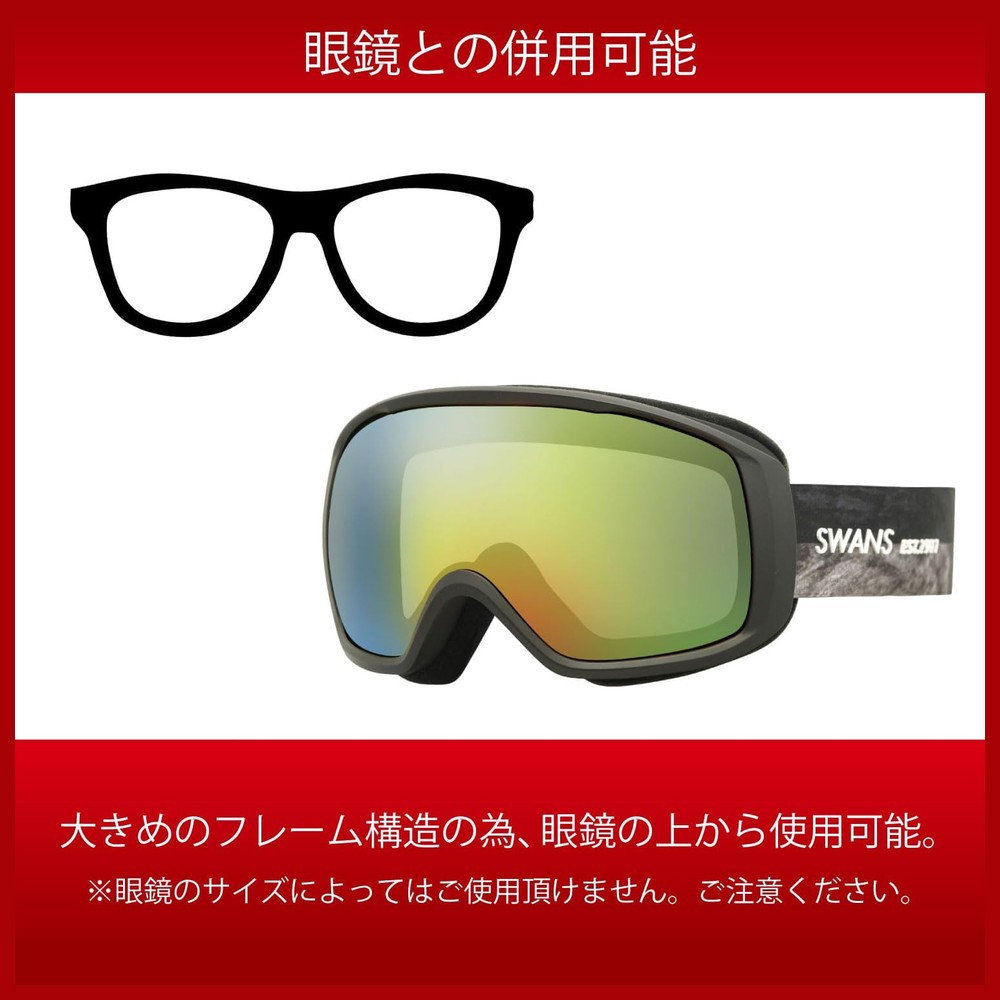 眼鏡との併用可能
SWANS EST.1911
大きめのフレーム構造の為、眼鏡の上から使用可能。
※眼鏡のサイズによってはご使用頂けません。ご注意ください。